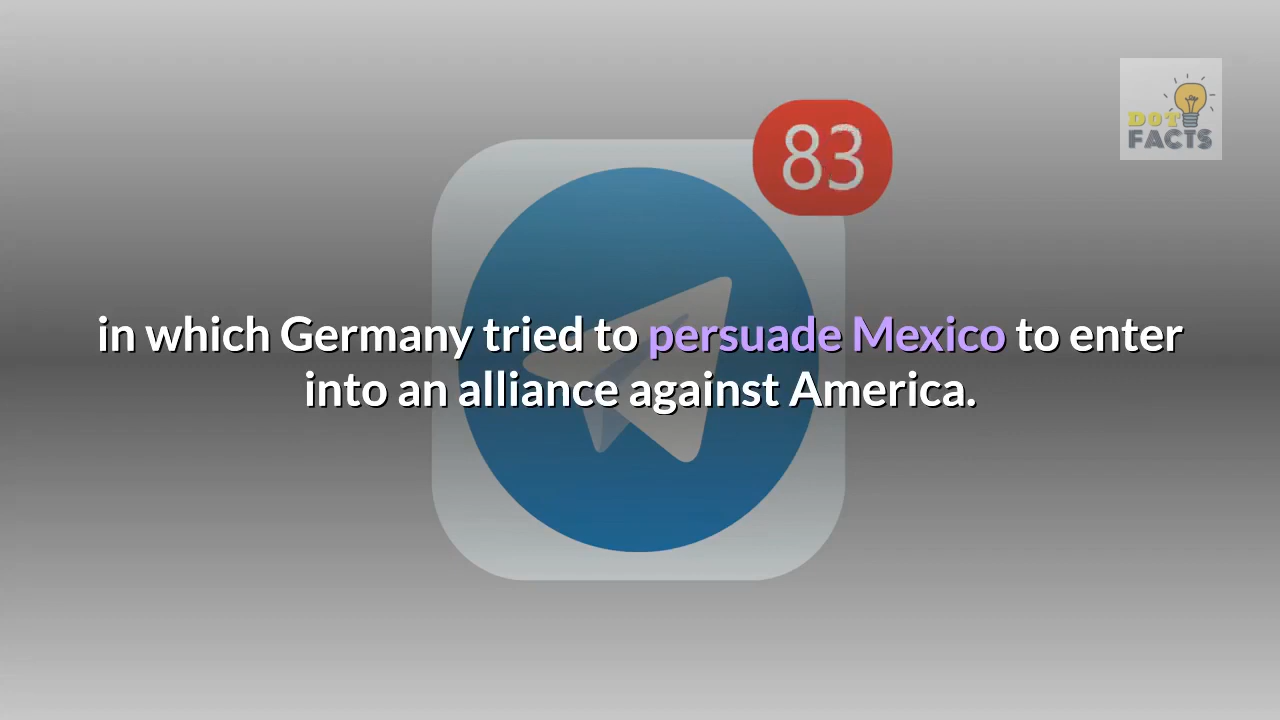 83
DOT
FACTS
in which Germany tried to persuade Mexico to enter
into an alliance against America.